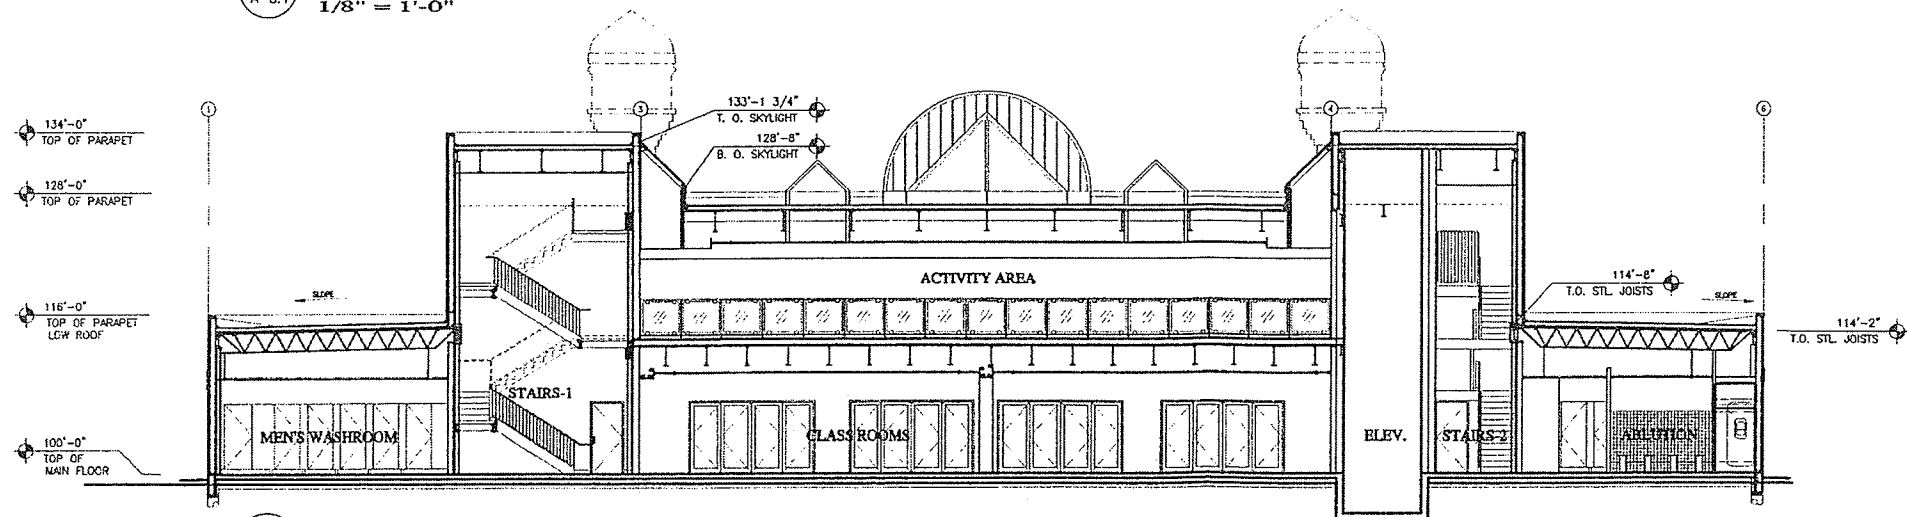 1/8" = 1'-0"
1
3
4
6
134'-0"
TOP OF PARAPET
133'-1 3/4"
T. O. SKYLIGHT
128'-8"
B. O. SKYLIGHT
128'-0"
TOP OF PARAPET
ACTIVITY AREA
114'-8"
T.O. STL. JOISTS
SLOPE
SLOPE
116'-0"
TOP OF PARAPET
LOW ROOF
114'-2"
T.O. STL. JOISTS
STAIRS-1
MEN'S WASHROOM
CLASS ROOMS
ELEV.
STAIRS-2
ABLUTION
100'-0"
TOP OF
MAIN FLOOR